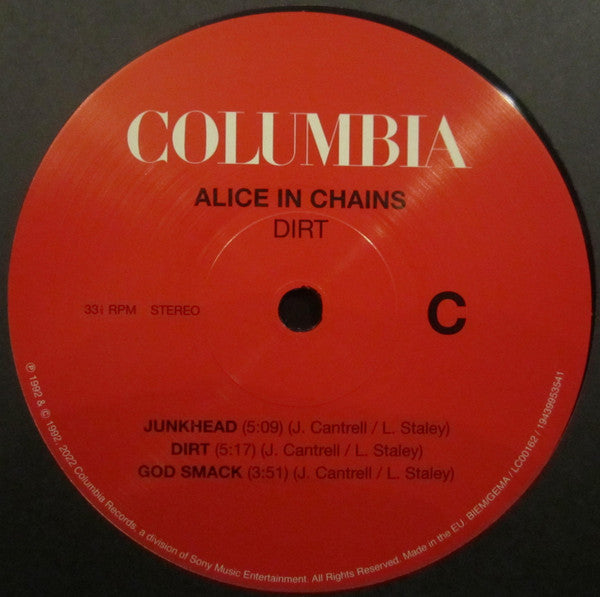 COLUMBIA
ALICE IN CHAINS
DIRT
33⅓ RPM STEREO
C
JUNKHEAD (5:09) (J. Cantrell / L. Staley)
DIRT (5:17) (J. Cantrell / L. Staley)
GOD SMACK (3:51) (J. Cantrell / L. Staley)
℗ 1992 & © 1992, 2022 Columbia Records, a division of Sony Music Entertainment. All Rights Reserved. Made in the EU. BIEM/GEMA / LC00162 / 19439953541